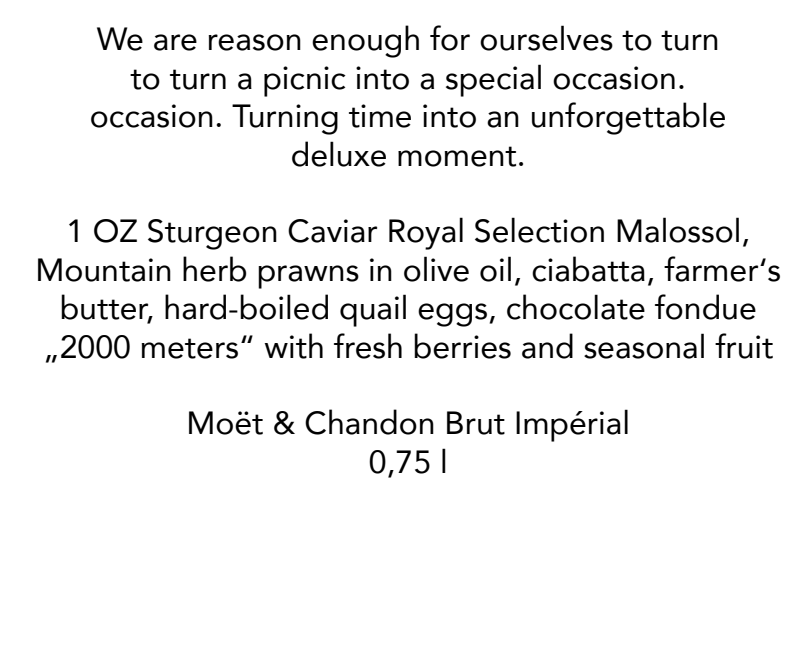 We are reason enough for ourselves to turn
to turn a picnic into a special occasion.
occasion. Turning time into an unforgettable
deluxe moment.
1 OZ Sturgeon Caviar Royal Selection Malossol,
Mountain herb prawns in olive oil, ciabatta, farmer‘s
butter, hard-boiled quail eggs, chocolate fondue
„2000 meters“ with fresh berries and seasonal fruit
Moët & Chandon Brut Impérial
0,75 l